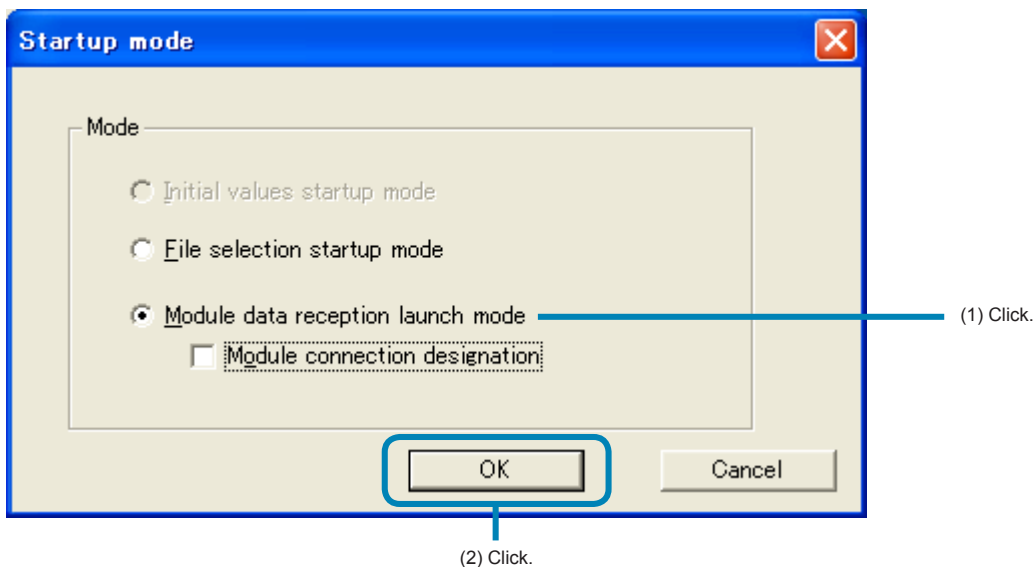 Startup mode
Mode
Initial values startup mode
File selection startup mode
Module data reception launch mode
(1) Click.
Module connection designation
OK
Cancel
(2) Click.